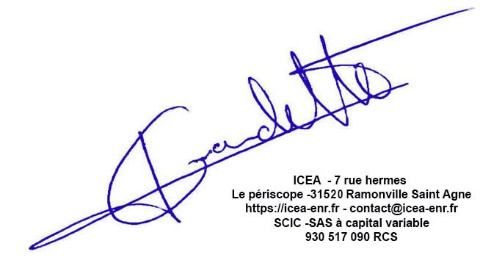 ICEA - 7 rue hermes
Le périscope -31520 Ramonville Saint Agne
https://icea-enr.fr - contact@icea-enr.fr
SCIC -SAS à capital variable
930 517 090 RCS